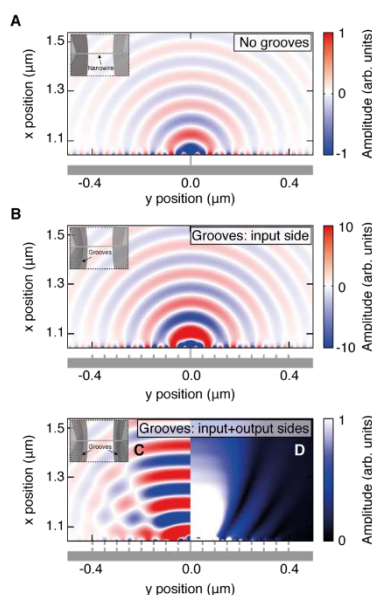 A
No grooves
Nanowire
x position (μm)
1.5
1.3
1.1
-0.4
0.0
0.4
y position (μm)
1
0
-1
Amplitude (arb. units)
B
Grooves: input side
Grooves
x position (μm)
1.5
1.3
1.1
-0.4
0.0
0.4
y position (μm)
10
0
-10
Amplitude (arb. units)
Grooves: input+output sides
C
D
Grooves
x position (μm)
1.5
1.3
1.1
-0.4
0.0
0.4
y position (μm)
1
0
Amplitude (arb. units)